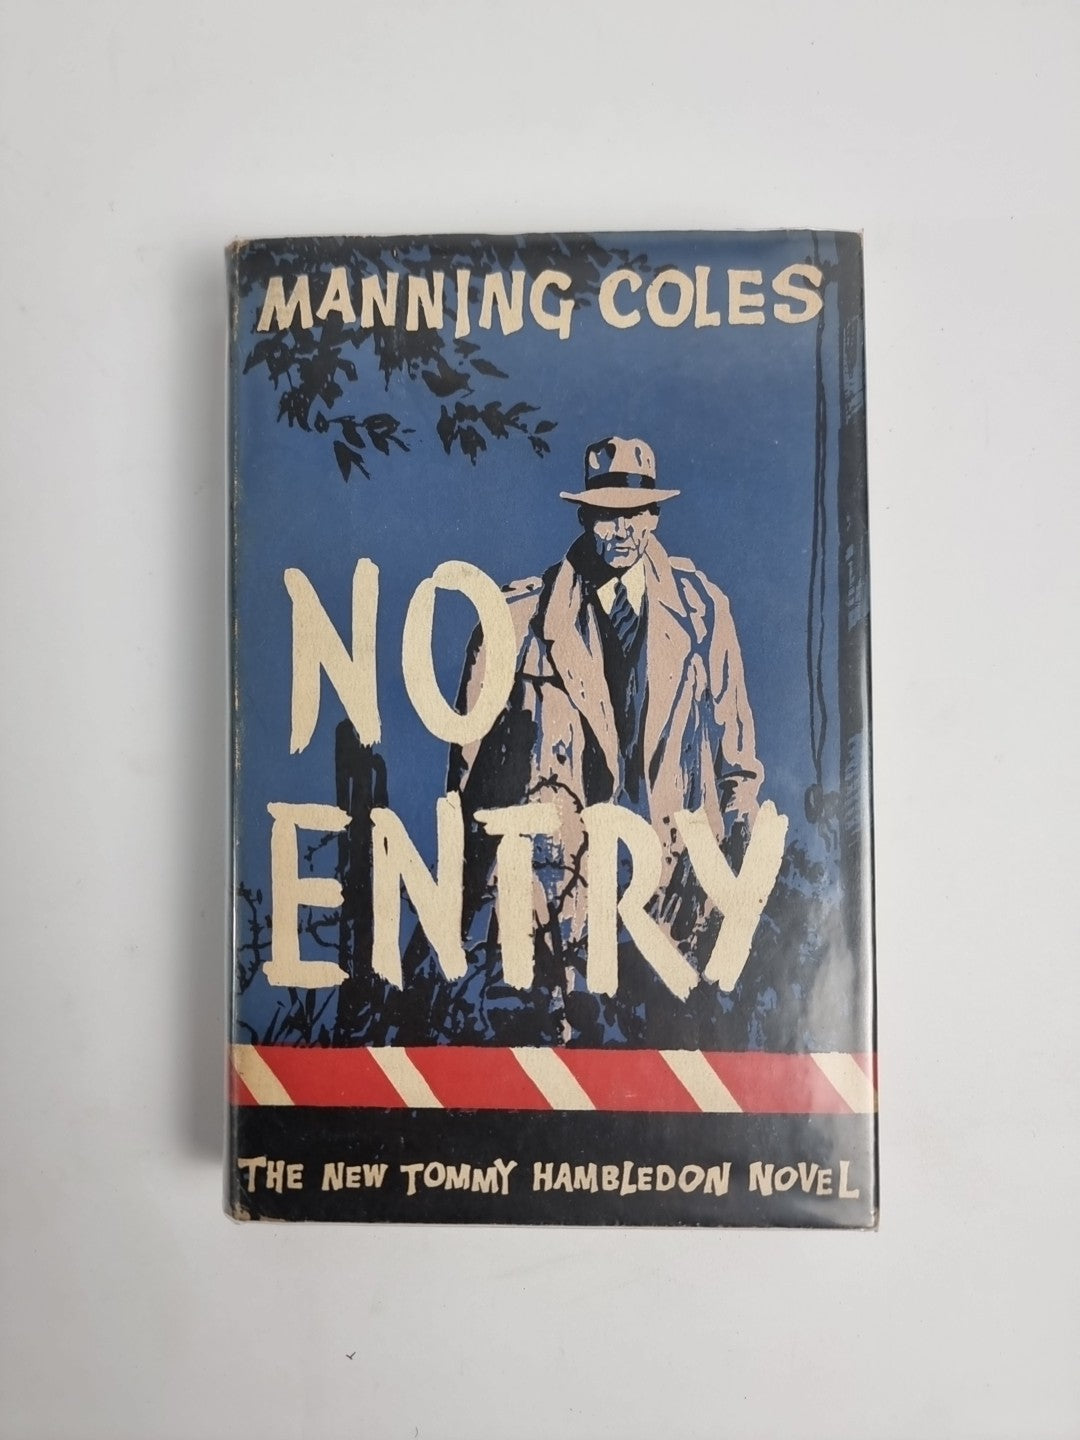 MANNING COLES
NO
ENTRY
THE NEW TOMMY HAMBLEDON NOVEL